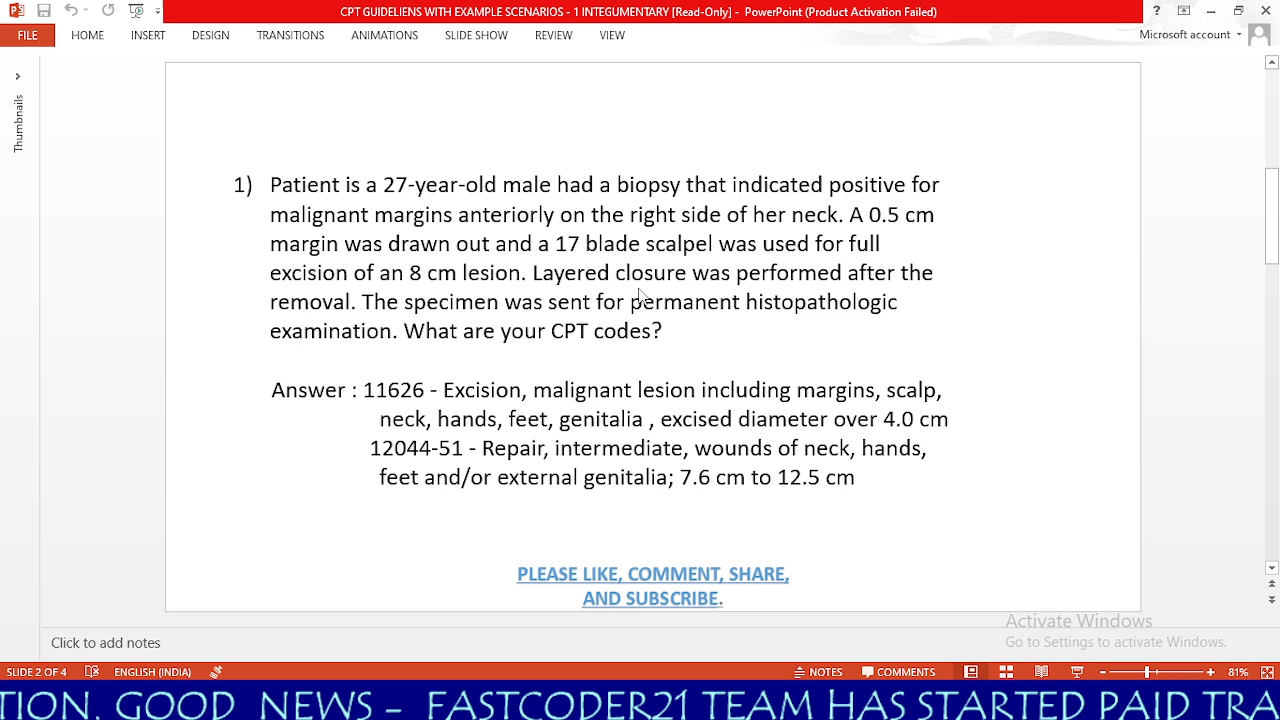 CPT GUIDELIENS WITH EXAMPLE SCENARIOS - 1 INTEGUMENTARY [Read-Only] - PowerPoint (Product Activation Failed)
FILE HOME INSERT DESIGN TRANSITIONS ANIMATIONS SLIDE SHOW REVIEW VIEW Microsoft account
Thumbnails
1) Patient is a 27-year-old male had a biopsy that indicated positive for
malignant margins anteriorly on the right side of her neck. A 0.5 cm
margin was drawn out and a 17 blade scalpel was used for full
excision of an 8 cm lesion. Layered closure was performed after the
removal. The specimen was sent for permanent histopathologic
examination. What are your CPT codes?
Answer : 11626 - Excision, malignant lesion including margins, scalp,
neck, hands, feet, genitalia , excised diameter over 4.0 cm
12044-51 - Repair, intermediate, wounds of neck, hands,
feet and/or external genitalia; 7.6 cm to 12.5 cm
PLEASE LIKE, COMMENT, SHARE,
AND SUBSCRIBE.
Activate Windows
Go to Settings to activate Windows.
Click to add notes
SLIDE 2 OF 4 ENGLISH (INDIA) NOTES COMMENTS 81%
TION. GOOD NEWS - FASTCODER21 TEAM HAS STARTED PAID TRA